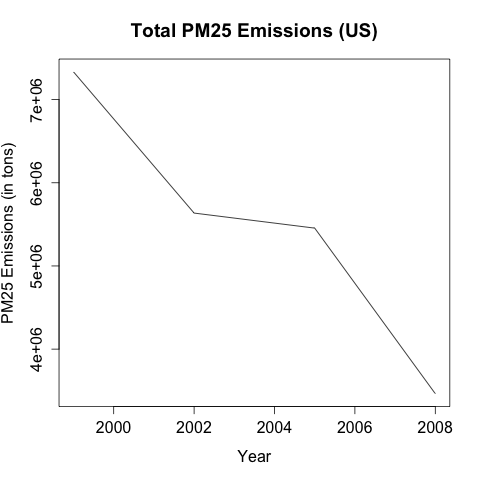 Total PM25 Emissions (US)
PM25 Emissions (in tons)
7e+06
6e+06
5e+06
4e+06
2000 2002 2004 2006 2008
Year